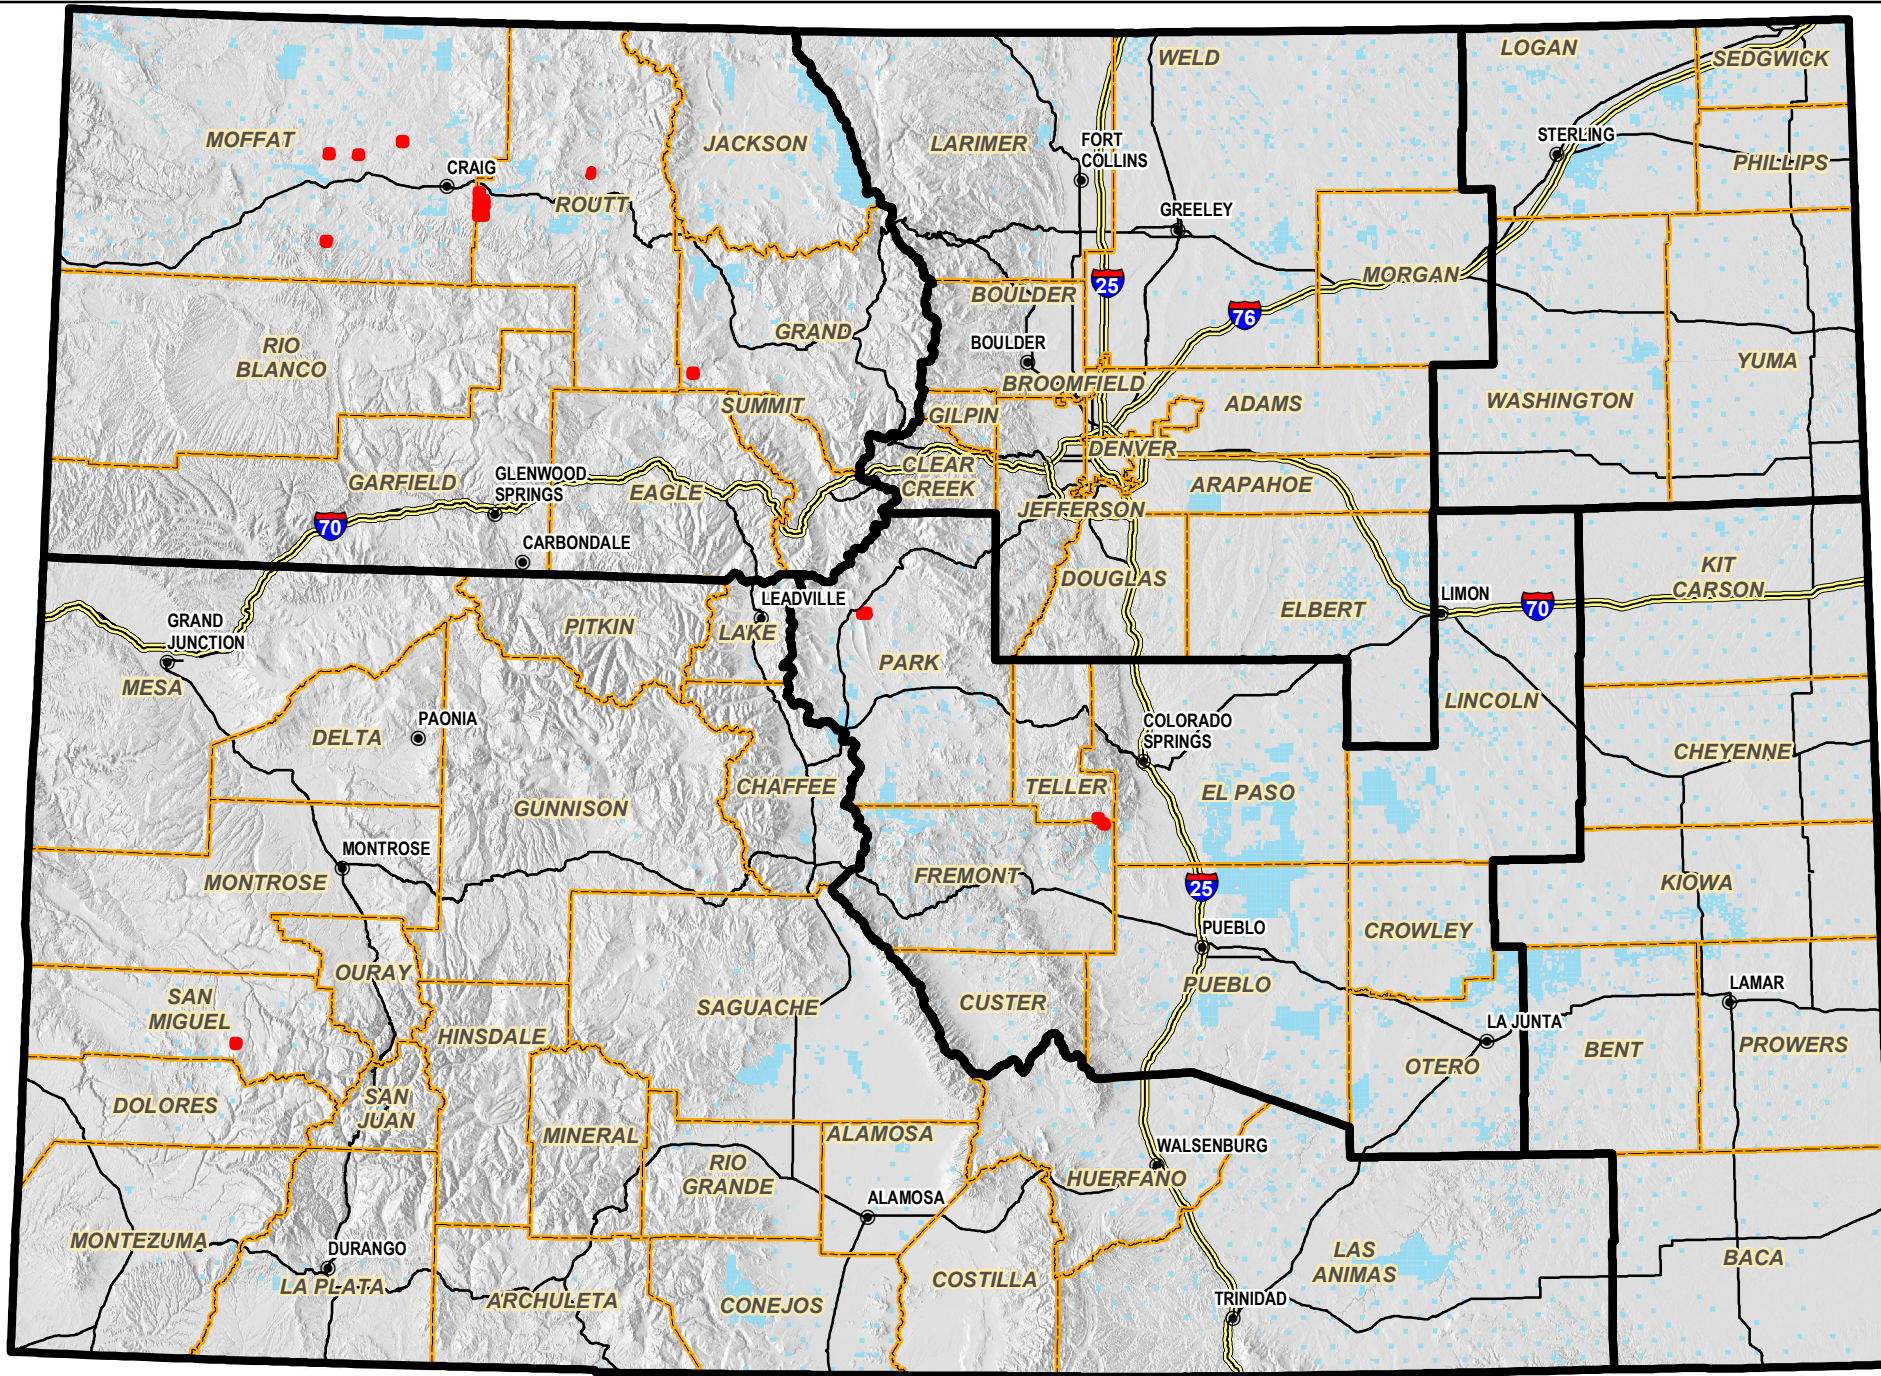 LOGAN
WELD
SEDGWICK
MOFFAT
JACKSON
LARIMER
FORT
COLLINS
STERLING
PHILLIPS
CRAIG
ROUTT
GREELEY
MORGAN
BOULDER
25
76
GRAND
BOULDER
RIO
BLANCO
YUMA
BROOMFIELD
SUMMIT
GILPIN
ADAMS
WASHINGTON
DENVER
GARFIELD
GLENWOOD
SPRINGS
EAGLE
CLEAR
CREEK
ARAPAHOE
JEFFERSON
70
CARBONDALE
DOUGLAS
KIT
CARSON
LEADVILLE
ELBERT
LIMON
70
GRAND
JUNCTION
PITKIN
LAKE
PARK
MESA
LINCOLN
PAONIA
DELTA
COLORADO
SPRINGS
CHEYENNE
CHAFFEE
TELLER
EL PASO
GUNNISON
MONTROSE
MONTROSE
FREMONT
25
KIOWA
PUEBLO
CROWLEY
OURAY
SAN
MIGUEL
SAGUACHE
CUSTER
PUEBLO
LAMAR
HINSDALE
LA JUNTA
BENT
PROWERS
OTERO
DOLORES
SAN
JUAN
MINERAL
ALAMOSA
WALSENBURG
RIO
GRANDE
HUERFANO
ALAMOSA
MONTEZUMA
DURANGO
LA PLATA
LAS
ANIMAS
BACA
COSTILLA
ARCHULETA
CONEJOS
TRINIDAD